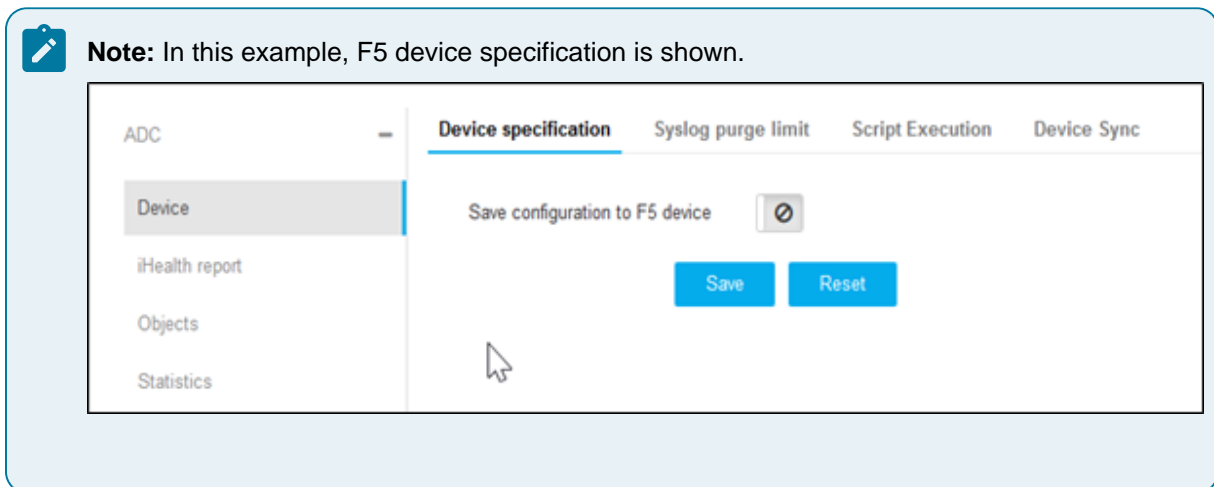 Note: In this example, F5 device specification is shown.
ADC
Device specification Syslog purge limit Script Execution Device Sync
Device
Save configuration to F5 device
iHealth report
Save Reset
Objects
Statistics